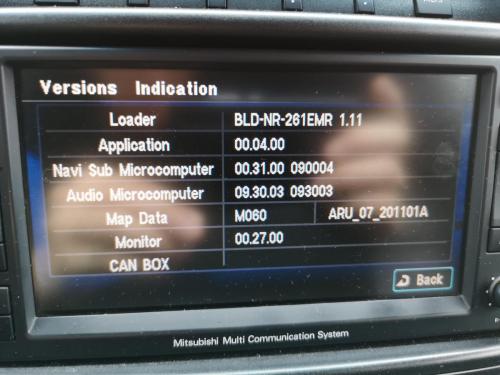 Versions Indication
Loader BLD-NR-261EMR 1.11
Application 00.04.00
Navi Sub Microcomputer 00.31.00 090004
Audio Microcomputer 09.30.03 093003
Map Data M060 ARU_07_201101A
Monitor 00.27.00
CAN BOX
Back
Mitsubishi Multi Communication System